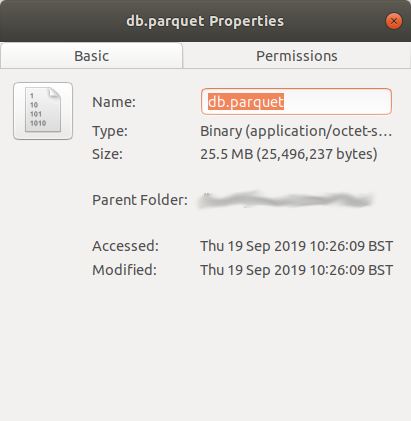 db.parquet Properties
Basic Permissions
1
10
101
1010
Name: db.parquet
Type: Binary (application/octet-s…
Size: 25.5 MB (25,496,237 bytes)
Parent Folder:
Accessed: Thu 19 Sep 2019 10:26:09 BST
Modified: Thu 19 Sep 2019 10:26:09 BST